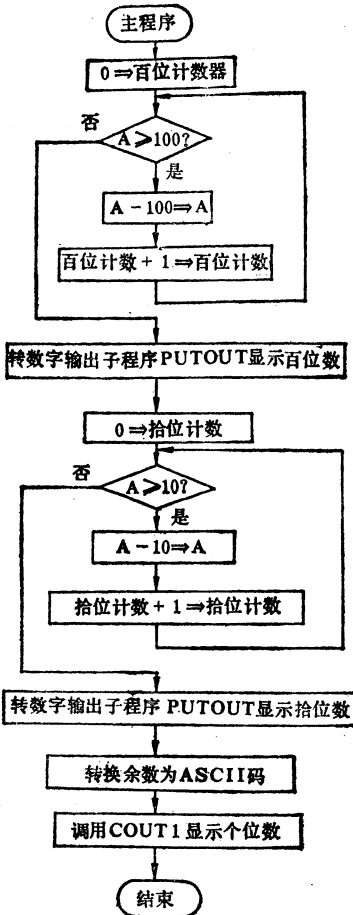 主程序
0⇒百位计数器
否
A⩾100?
是
A－100⇒A
百位计数＋1⇒百位计数
转数字输出子程序PUTOUT显示百位数
0⇒拾位计数
否
A⩾10?
是
A－10⇒A
拾位计数＋1⇒拾位计数
转数字输出子程序 PUTOUT显示拾位数
转换余数为ASCII码
调用COUT1显示个位数
结束